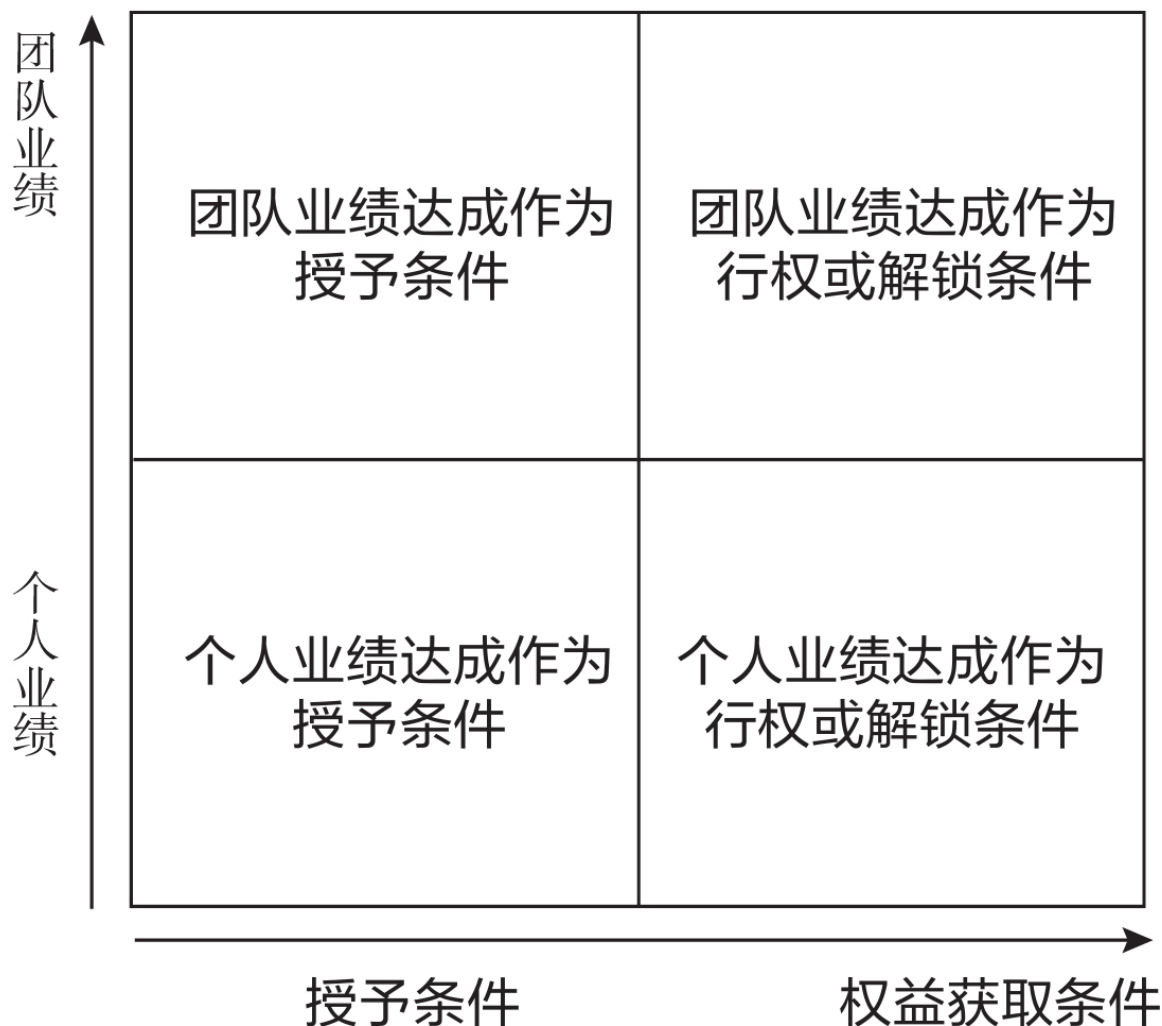 团队业绩
团队业绩达成作为
授予条件
团队业绩达成作为
行权或解锁条件
个人业绩
个人业绩达成作为
授予条件
个人业绩达成作为
行权或解锁条件
授予条件
权益获取条件